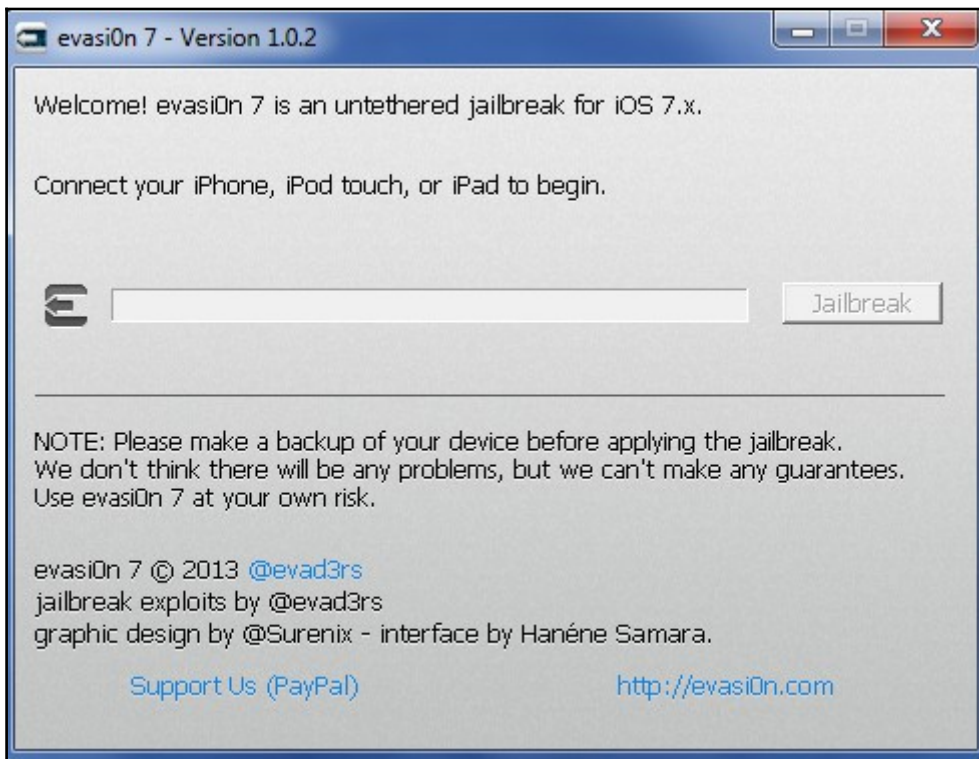 evasi0n 7 - Version 1.0.2
Welcome! evasi0n 7 is an untethered jailbreak for iOS 7.x.
Connect your iPhone, iPod touch, or iPad to begin.
Jailbreak
NOTE: Please make a backup of your device before applying the jailbreak.
We don't think there will be any problems, but we can't make any guarantees.
Use evasi0n 7 at your own risk.
evasi0n 7 © 2013 @evad3rs
jailbreak exploits by @evad3rs
graphic design by @Surenix - interface by Hanéne Samara.
Support Us (PayPal) http://evasi0n.com